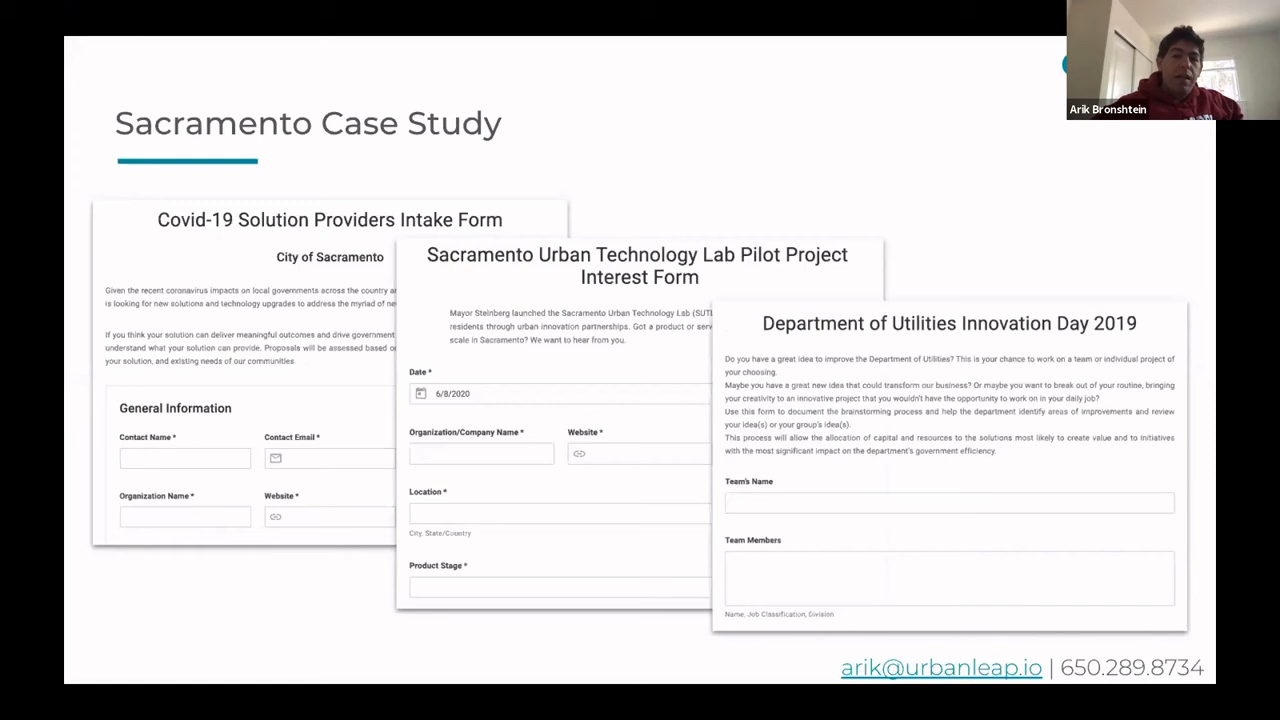 Arik Bronshtein
Sacramento Case Study
Covid-19 Solution Providers Intake Form
City of Sacramento
Given the recent coronavirus impacts on local governments across the country an
is looking for new solutions and technology upgrades to address the myriad of ne
If you think your solution can deliver meaningful outcomes and drive government
understand what your solution can provide. Proposals will be assessed based on
your solution, and existing needs of our communities.
General Information
Contact Name *
Contact Email *
Organization Name *
Website *
Sacramento Urban Technology Lab Pilot Project
Interest Form
Mayor Steinberg launched the Sacramento Urban Technology Lab (SUTL
residents through urban innovation partnerships. Got a product or serv
scale in Sacramento? We want to hear from you.
Date *
6/8/2020
Organization/Company Name *
Website *
Location *
City, State/Country
Product Stage *
Department of Utilities Innovation Day 2019
Do you have a great idea to improve the Department of Utilities? This is your chance to work on a team or individual project of
your choosing.
Maybe you have a great new idea that could transform our business? Or maybe you want to break out of your routine, bringing
your creativity to an innovative project that you wouldn't have the opportunity to work on in your daily job?
Use this form to document the brainstorming process and help the department identify areas of improvements and review
your idea(s) or your group's idea(s).
This process will allow the allocation of capital and resources to the solutions most likely to create value and to initiatives
with the most significant impact on the department's government efficiency.
Team's Name
Team Members
Name, Job Classification, Division
arik@urbanleap.io | 650.289.8734